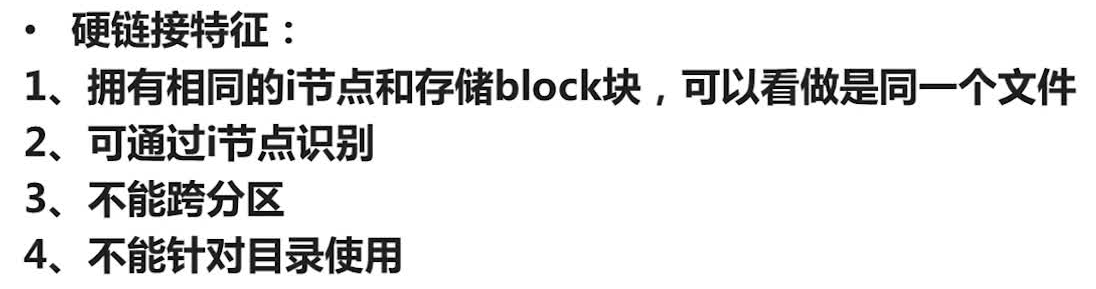 • 硬链接特征：
1、拥有相同的i节点和存储block块，可以看做是同一个文件
2、可通过i节点识别
3、不能跨分区
4、不能针对目录使用